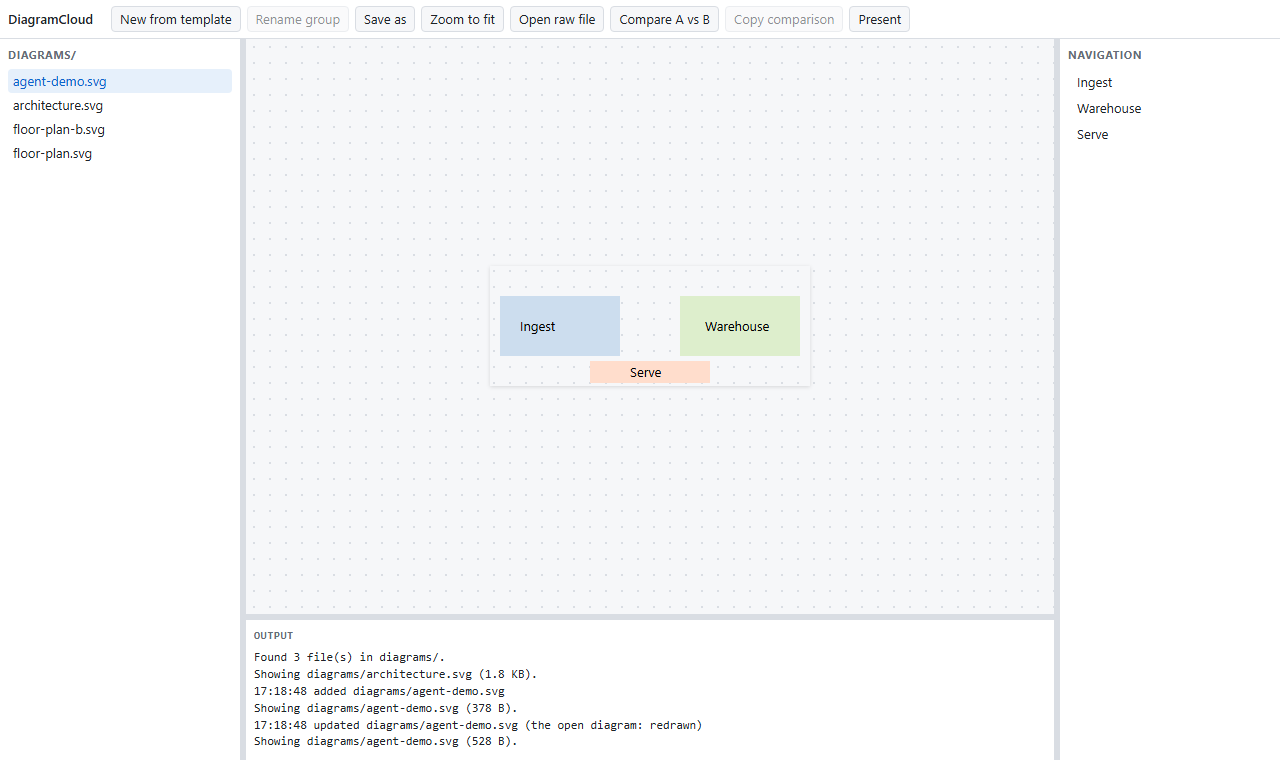 DiagramCloud New from template Rename group Save as Zoom to fit Open raw file Compare A vs B Copy comparison Present
DIAGRAMS/
agent-demo.svg
architecture.svg
floor-plan-b.svg
floor-plan.svg
Ingest
Warehouse
Serve
OUTPUT
Found 3 file(s) in diagrams/.
Showing diagrams/architecture.svg (1.8 KB).
17:18:48 added diagrams/agent-demo.svg
Showing diagrams/agent-demo.svg (378 B).
17:18:48 updated diagrams/agent-demo.svg (the open diagram: redrawn)
Showing diagrams/agent-demo.svg (528 B).
NAVIGATION
Ingest
Warehouse
Serve